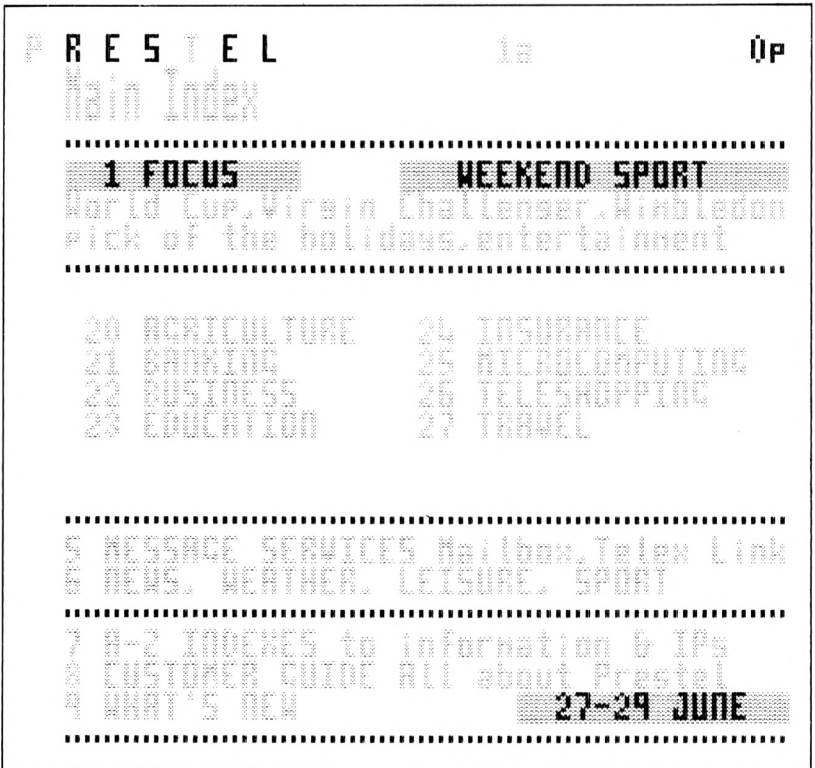 P R E S T E L 1a 0p
Main Index
1 FOCUS WEEKEND SPORT
World Cup,Virgin Challenger,Wimbledon
pick of the holidays,entertainment
20 AGRICULTURE 24 INSURANCE
21 BANKING 25 MICROCOMPUTING
22 BUSINESS 26 TELESHOPPING
23 EDUCATION 27 TRAVEL
5 MESSAGE SERVICES Mailbox,Telex Link
6 NEWS, WEATHER, LEISURE, SPORT
7 A-Z INDEXES to information & IPs
8 CUSTOMER GUIDE All about Prestel
9 WHAT'S NEW 27-29 JUNE